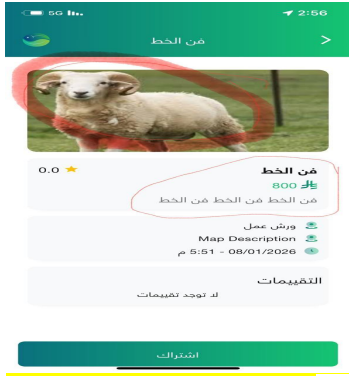 2:56 5G
فن الخط
فن الخط
0.0
800
فن الخط فن الخط فن الخط
ورش عمل
Map Description
08/01/2026 - 5:51 م
التقييمات
لا توجد تقييمات
اشتراك